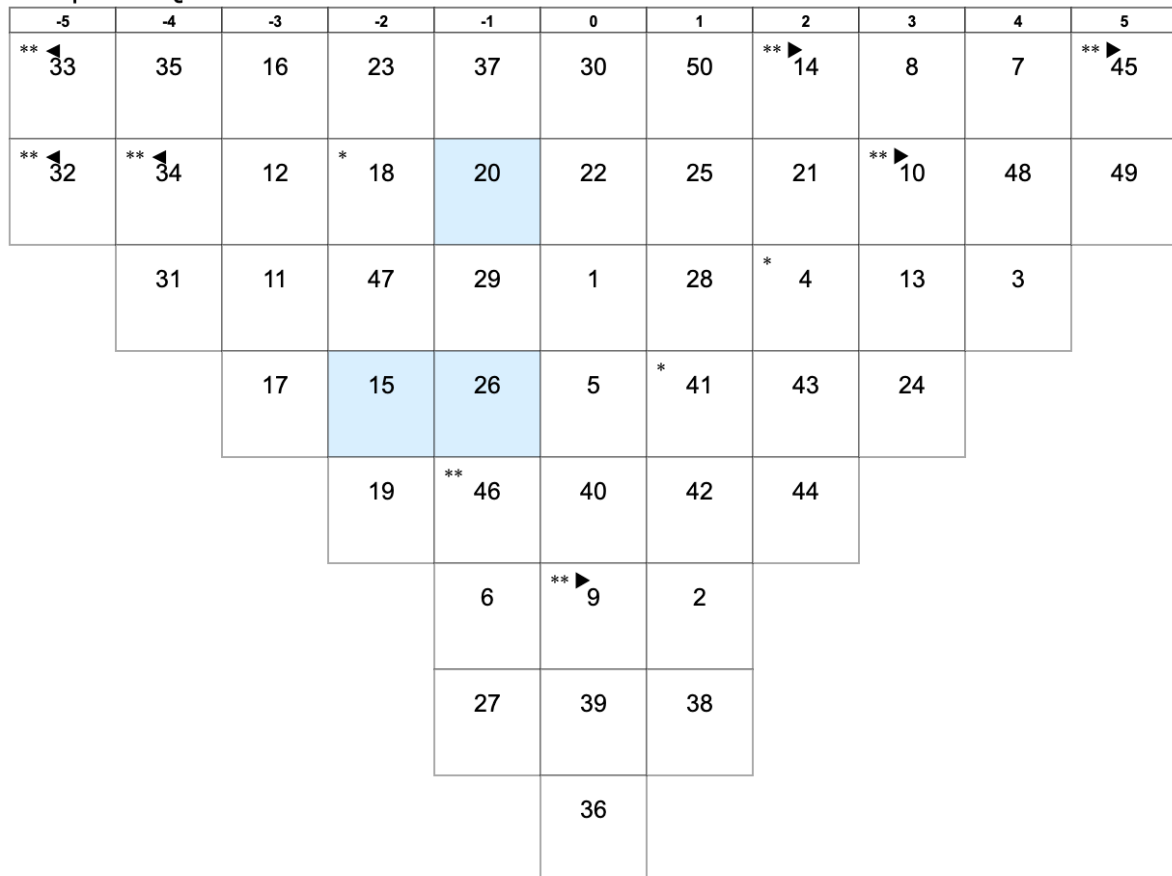 -5 -4 -3 -2 -1 0 1 2 3 4 5
** ◀ 33 35 16 23 37 30 50 ** ▶ 14 8 7 ** ▶ 45
** ◀ 32 ** ◀ 34 12 * 18 20 22 25 21 ** ▶ 10 48 49
31 11 47 29 1 28 * 4 13 3
17 15 26 5 * 41 43 24
19 ** 46 40 42 44
6 ** ▶ 9 2
27 39 38
36